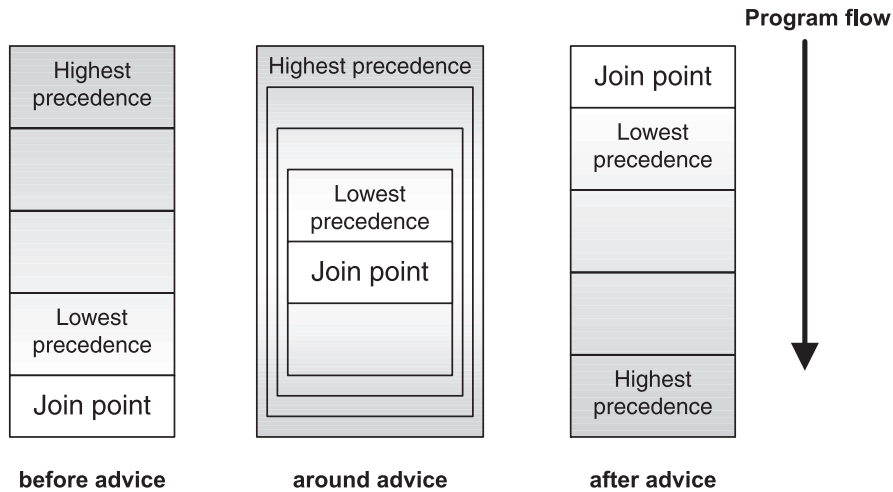 Program flow
Highest
precedence
Lowest
precedence
Join point
before advice
Highest precedence
Lowest
precedence
Join point
around advice
Join point
Lowest
precedence
Highest
precedence
after advice